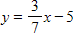 y = 3/7 x − 5